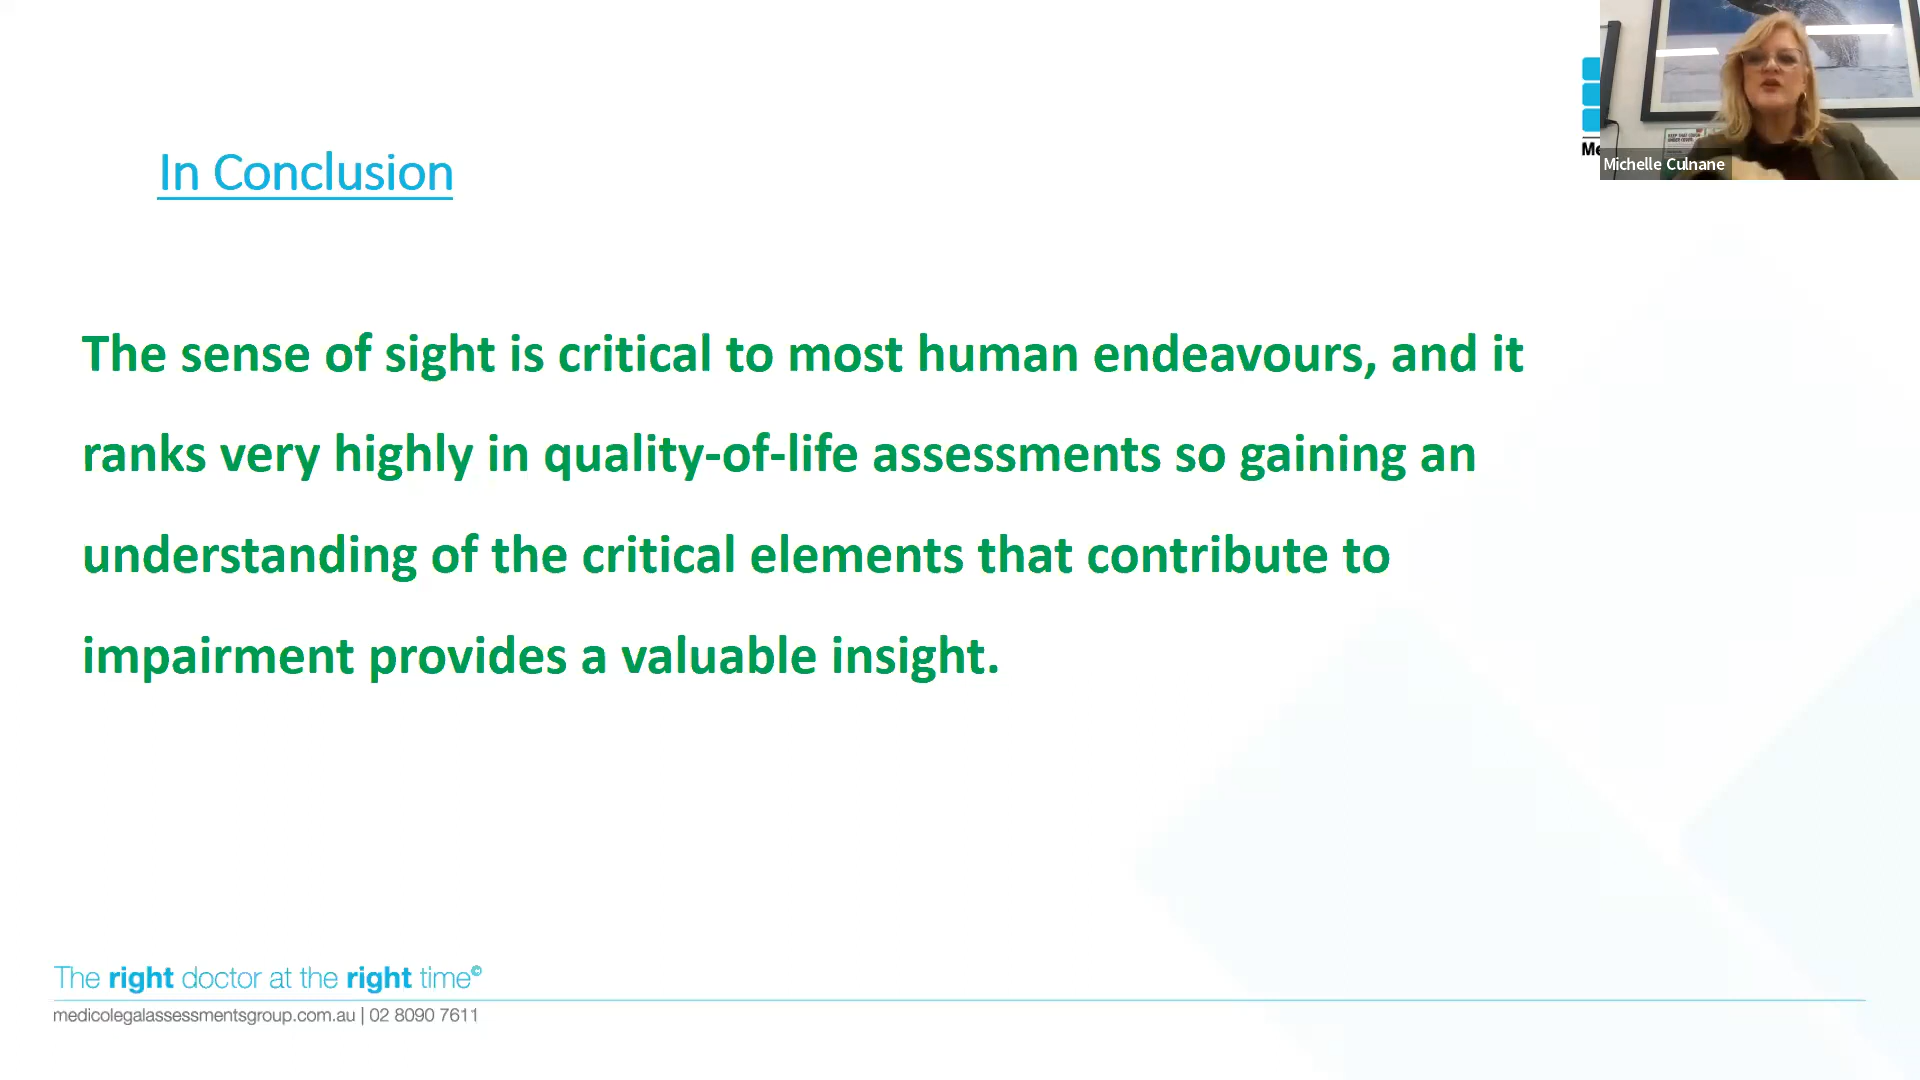 In Conclusion
Me
Michelle Culnane
The sense of sight is critical to most human endeavours, and it
ranks very highly in quality-of-life assessments so gaining an
understanding of the critical elements that contribute to
impairment provides a valuable insight.
The right doctor at the right time©
medicolegalassessmentsgroup.com.au | 02 8090 7611